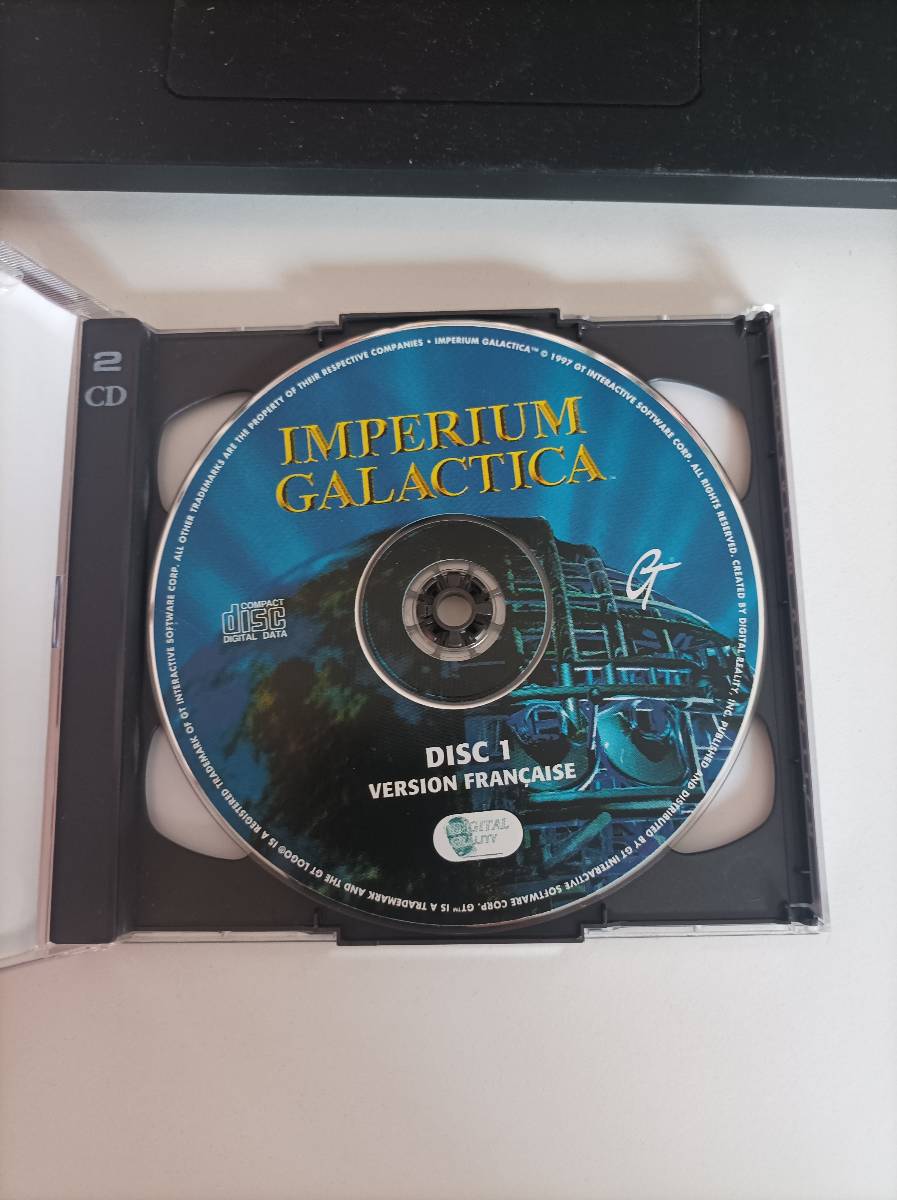 2
CD
IMPERIUM
GALACTICA™
GT
COMPACT
disc
DIGITAL DATA
DISC 1
VERSION FRANÇAISE
DIGITAL
REALITY
IMPERIUM GALACTICA™ © 1997 GT INTERACTIVE SOFTWARE CORP. ALL RIGHTS RESERVED. CREATED BY DIGITAL REALITY, INC. PUBLISHED AND DISTRIBUTED BY GT INTERACTIVE SOFTWARE CORP. GT™ IS A TRADEMARK AND THE GT LOGO® IS A REGISTERED TRADEMARK OF GT INTERACTIVE SOFTWARE CORP. ALL OTHER TRADEMARKS ARE THE PROPERTY OF THEIR RESPECTIVE COMPANIES •